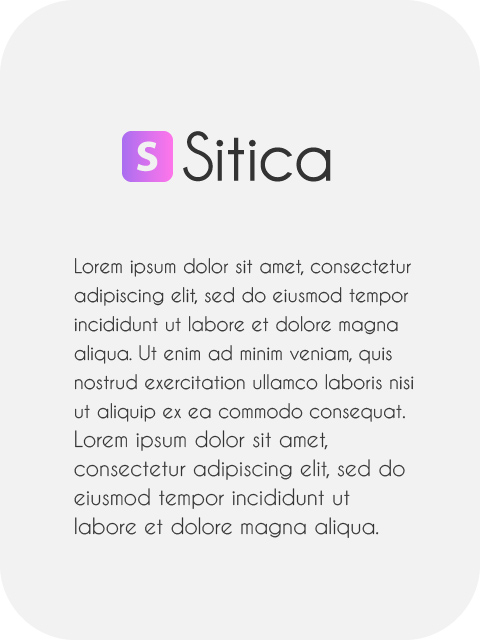 S Sitica
Lorem ipsum dolor sit amet, consectetur
adipiscing elit, sed do eiusmod tempor
incididunt ut labore et dolore magna
aliqua. Ut enim ad minim veniam, quis
nostrud exercitation ullamco laboris nisi
ut aliquip ex ea commodo consequat.
Lorem ipsum dolor sit amet,
consectetur adipiscing elit, sed do
eiusmod tempor incididunt ut
labore et dolore magna aliqua.